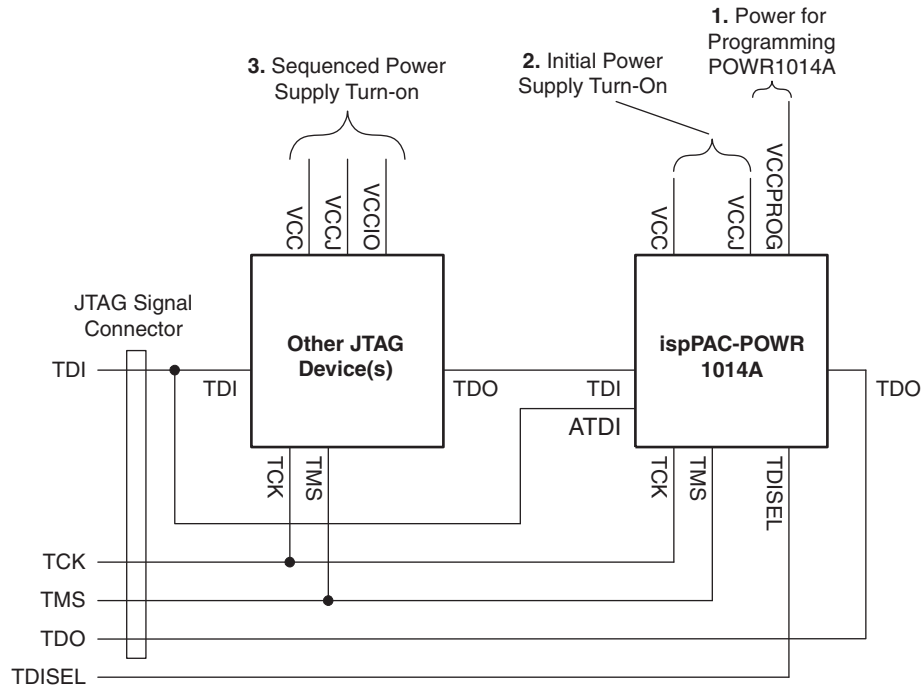 1. Power for
Programming
POWR1014A
2. Initial Power
Supply Turn-On
3. Sequenced Power
Supply Turn-on
VCC
VCCJ
VCCIO
VCC
VCCJ
VCCPROG
JTAG Signal
Connector
Other JTAG
Device(s)
ispPAC-POWR
1014A
TDI
TDI
TDO
TDI
TDO
ATDI
TCK
TMS
TCK
TMS
TDISEL
TCK
TMS
TDO
TDISEL